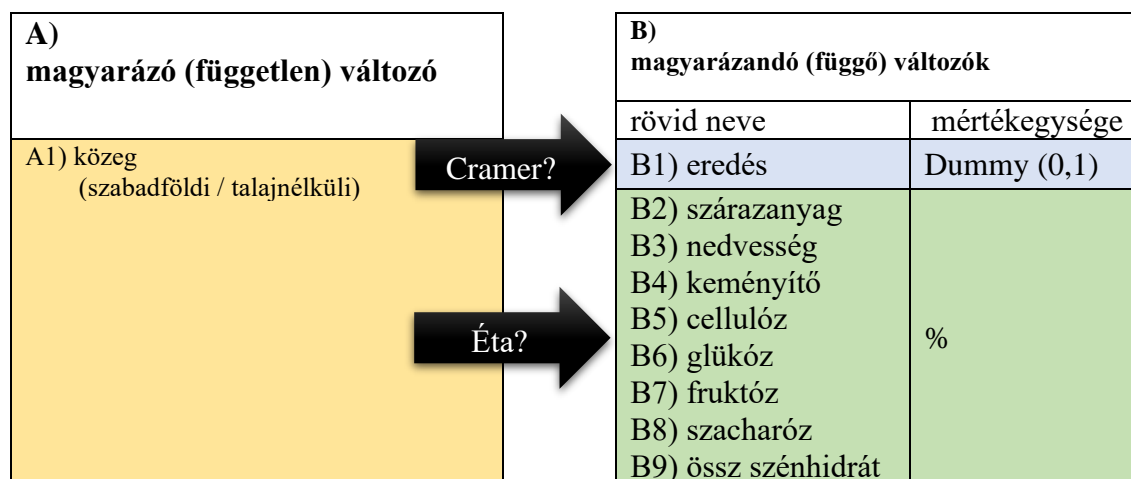 A)
magyarázó (független) változó
A1) közeg
(szabadföldi / talajnélküli)
Cramer?
Éta?
B)
magyarázandó (függő) változók
rövid neve mértékegysége
B1) eredés Dummy (0,1)
B2) szárazanyag
B3) nedvesség
B4) keményítő
B5) cellulóz
B6) glükóz
B7) fruktóz
B8) szacharóz
B9) össz szénhidrát
%